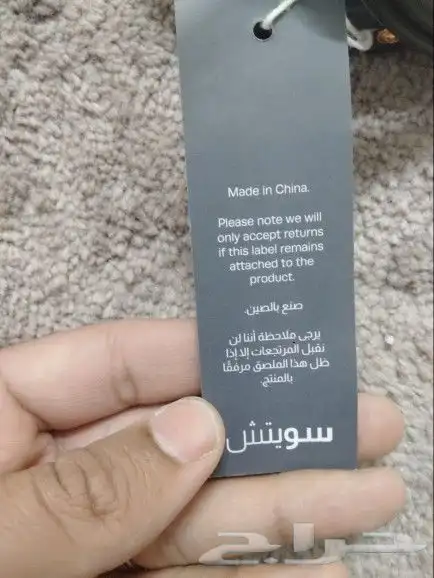 Made in China.
Please note we will
only accept returns
if this label remains
attached to the
product.
صنع بالصين.
يرجى ملاحظة أننا لن
نقبل المرتجعات إلا إذا
ظل هذا الملصق مرفقًا
بالمنتج.
سويتش
حراج